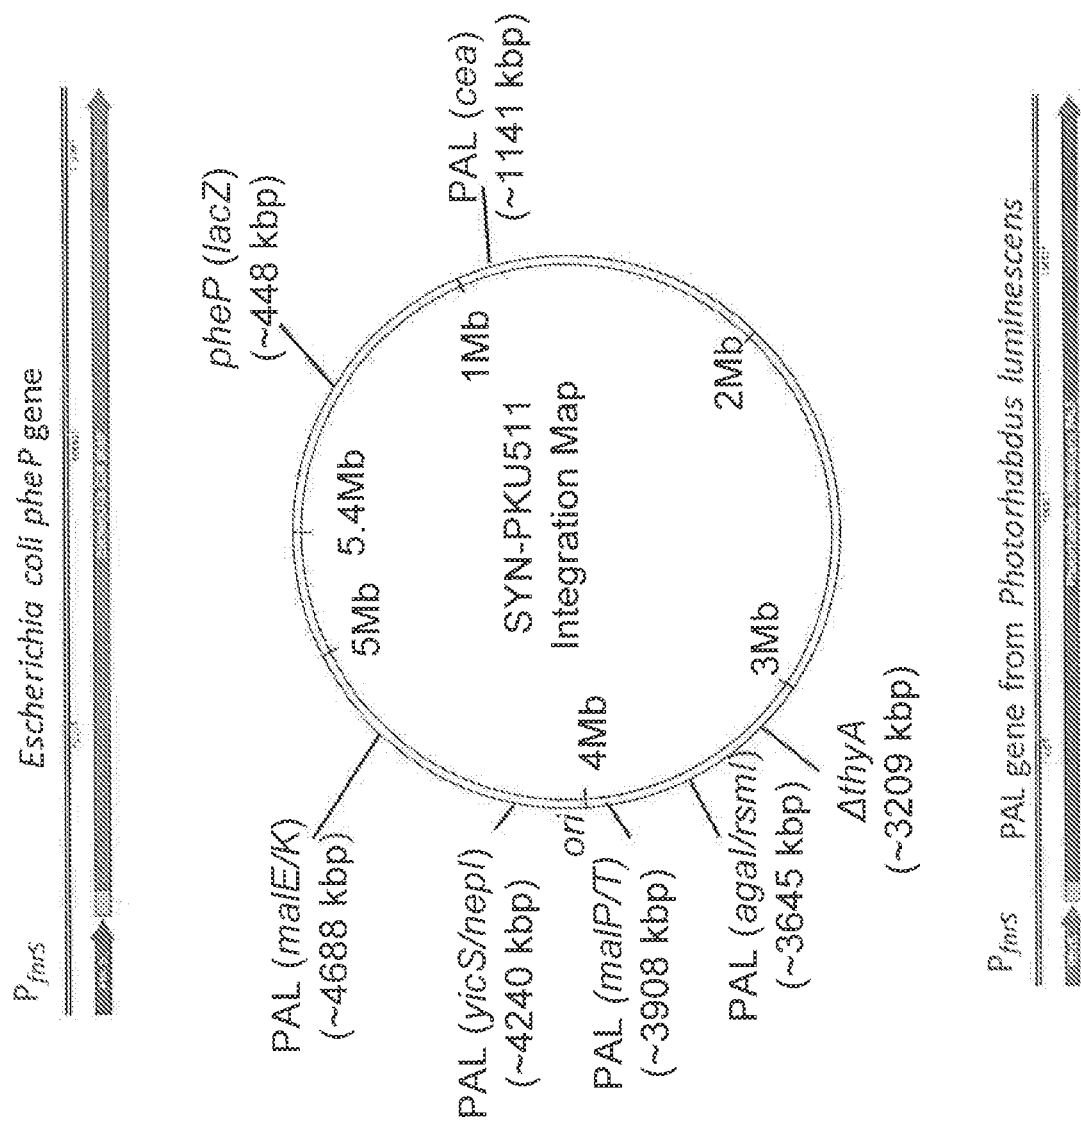 P_fnrS Escherichia coli pheP gene
pheP (lacZ)
(~448 kbp)
PAL (cea)
(~1141 kbp)
PAL (malE/K)
(~4688 kbp)
PAL (yicS/nepI)
(~4240 kbp)
ori
PAL (malP/T)
(~3908 kbp)
PAL (agaI/rsmI)
(~3645 kbp)
ΔthyA
(~3209 kbp)
5.4Mb
5Mb
1Mb
SYN-PKU511
Integration Map
2Mb
4Mb
3Mb
P_fnrS PAL gene from Photorhabdus luminescens